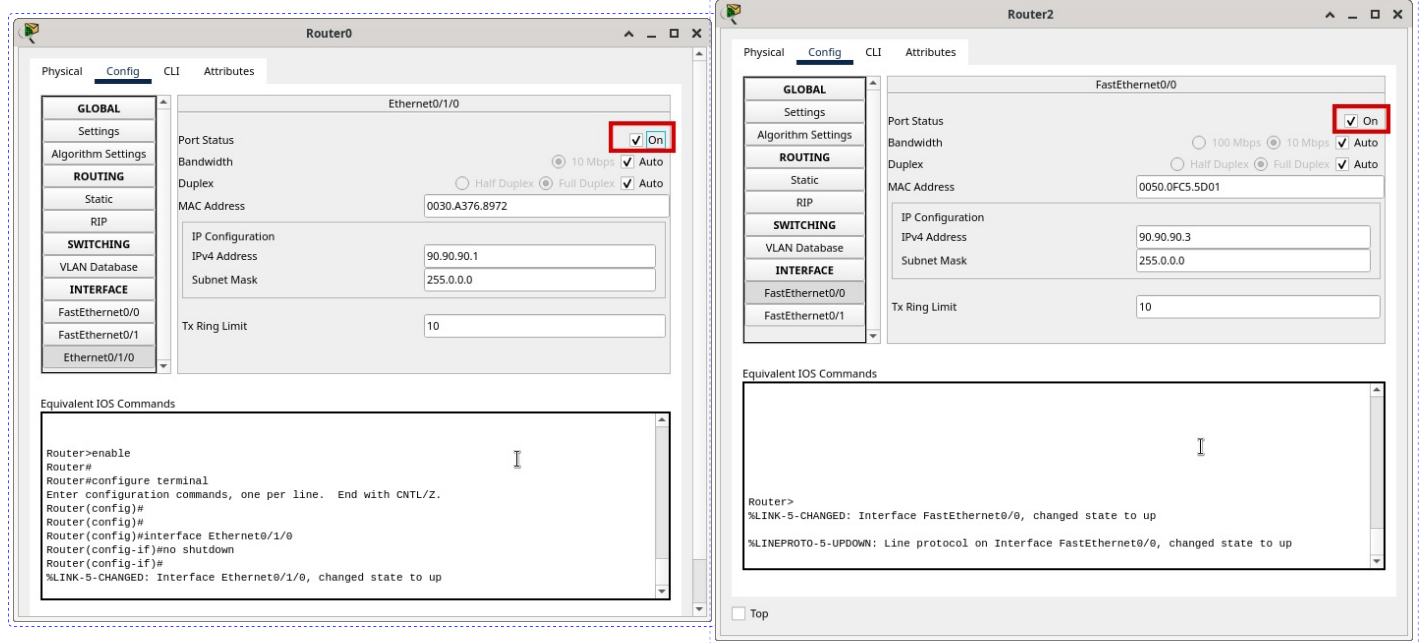 Router0
Physical Config CLI Attributes
GLOBAL
Settings
Algorithm Settings
ROUTING
Static
RIP
SWITCHING
VLAN Database
INTERFACE
FastEthernet0/0
FastEthernet0/1
Ethernet0/1/0
Ethernet0/1/0
Port Status On
Bandwidth 10 Mbps Auto
Duplex Half Duplex Full Duplex Auto
MAC Address 0030.A376.8972
IP Configuration
IPv4 Address 90.90.90.1
Subnet Mask 255.0.0.0
Tx Ring Limit 10
Equivalent IOS Commands
Router>enable
Router#
Router#configure terminal
Enter configuration commands, one per line.  End with CNTL/Z.
Router(config)#
Router(config)#
Router(config)#interface Ethernet0/1/0
Router(config-if)#no shutdown
Router(config-if)#
%LINK-5-CHANGED: Interface Ethernet0/1/0, changed state to up
Router2
Physical Config CLI Attributes
GLOBAL
Settings
Algorithm Settings
ROUTING
Static
RIP
SWITCHING
VLAN Database
INTERFACE
FastEthernet0/0
FastEthernet0/1
FastEthernet0/0
Port Status On
Bandwidth 100 Mbps 10 Mbps Auto
Duplex Half Duplex Full Duplex Auto
MAC Address 0050.0FC5.5D01
IP Configuration
IPv4 Address 90.90.90.3
Subnet Mask 255.0.0.0
Tx Ring Limit 10
Equivalent IOS Commands
Router>
%LINK-5-CHANGED: Interface FastEthernet0/0, changed state to up
%LINEPROTO-5-UPDOWN: Line protocol on Interface FastEthernet0/0, changed state to up
Top